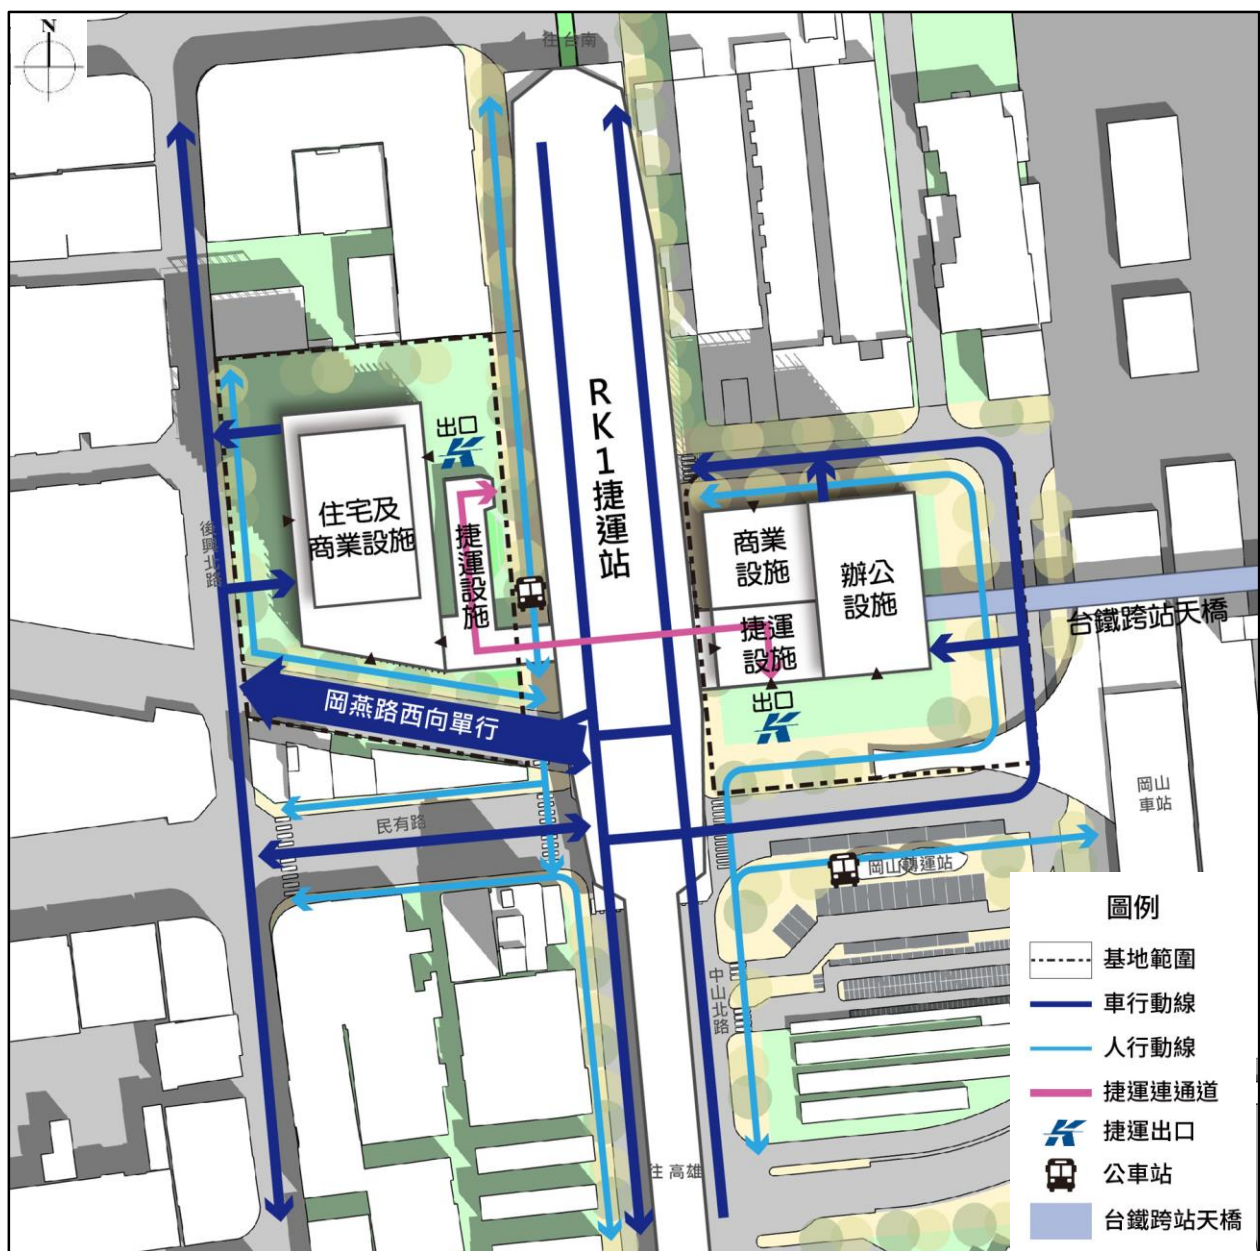 N
往台南
RK1捷運站
出口
住宅及
商業設施
捷運設施
後興北路
商業
設施
辦公
設施
捷運
設施
出口
台鐵跨站天橋
岡燕路西向單行
民有路
岡山
車站
岡山轉運站
中山北路
往 高雄
圖例
基地範圍
車行動線
人行動線
捷運連通道
捷運出口
公車站
台鐵跨站天橋